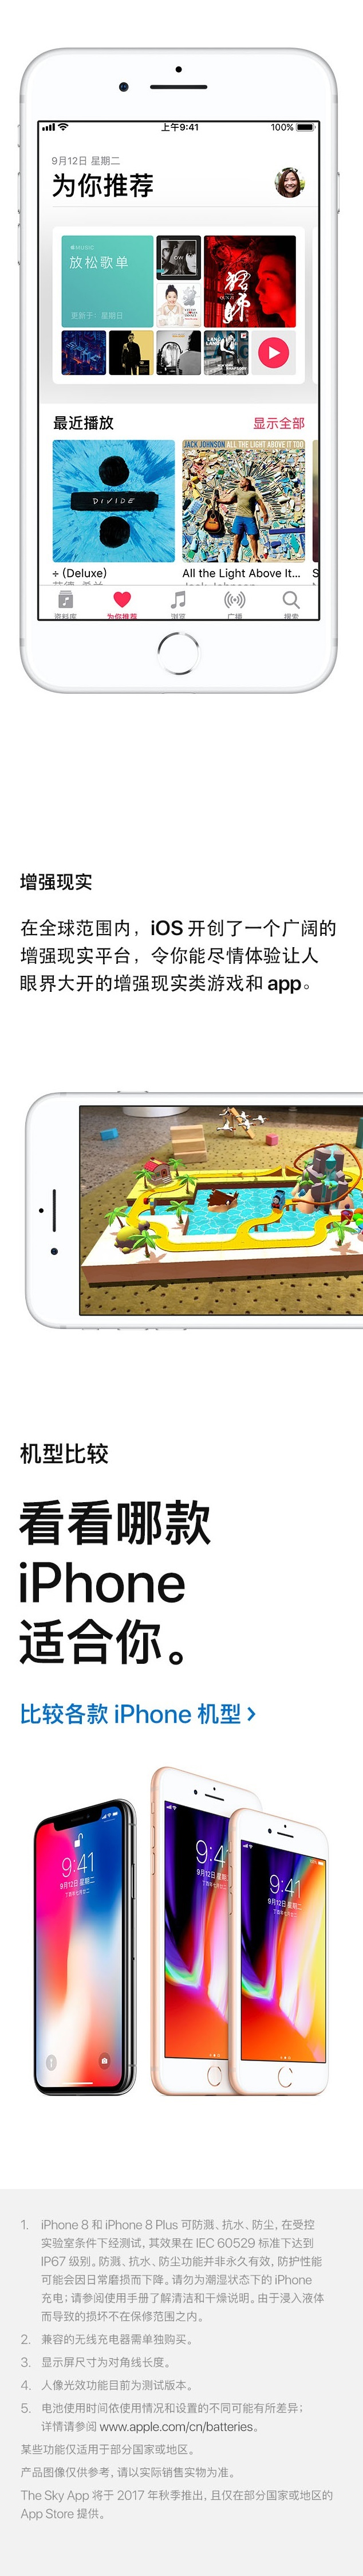 上午9:41
100%
9月12日 星期二
为你推荐
MUSIC
放松歌单
更新于：星期日
最近播放
显示全部
DIVIDE
JACK JOHNSON ALL THE LIGHT ABOVE IT TOO
÷ (Deluxe)
All the Light Above It...
资料库
为你推荐
浏览
广播
搜索
增强现实
在全球范围内，iOS 开创了一个广阔的
增强现实平台，令你能尽情体验让人
眼界大开的增强现实类游戏和 app。
机型比较
看看哪款
iPhone
适合你。
比较各款 iPhone 机型 ›
9:41
9月12日 星期二
9:4
9月12日 星期
9:41
9月12日 星期二
1. iPhone 8 和 iPhone 8 Plus 可防溅、抗水、防尘，在受控
实验室条件下经测试，其效果在 IEC 60529 标准下达到
IP67 级别。防溅、抗水、防尘功能并非永久有效，防护性能
可能会因日常磨损而下降。请勿为潮湿状态下的 iPhone
充电；请参阅使用手册了解清洁和干燥说明。由于浸入液体
而导致的损坏不在保修范围之内。
2. 兼容的无线充电器需单独购买。
3. 显示屏尺寸为对角线长度。
4. 人像光效功能目前为测试版本。
5. 电池使用时间依使用情况和设置的不同可能有所差异；
详情请参阅 www.apple.com/cn/batteries。
某些功能仅适用于部分国家或地区。
产品图像仅供参考，请以实际销售实物为准。
The Sky App 将于 2017 年秋季推出，且仅在部分国家或地区的
App Store 提供。